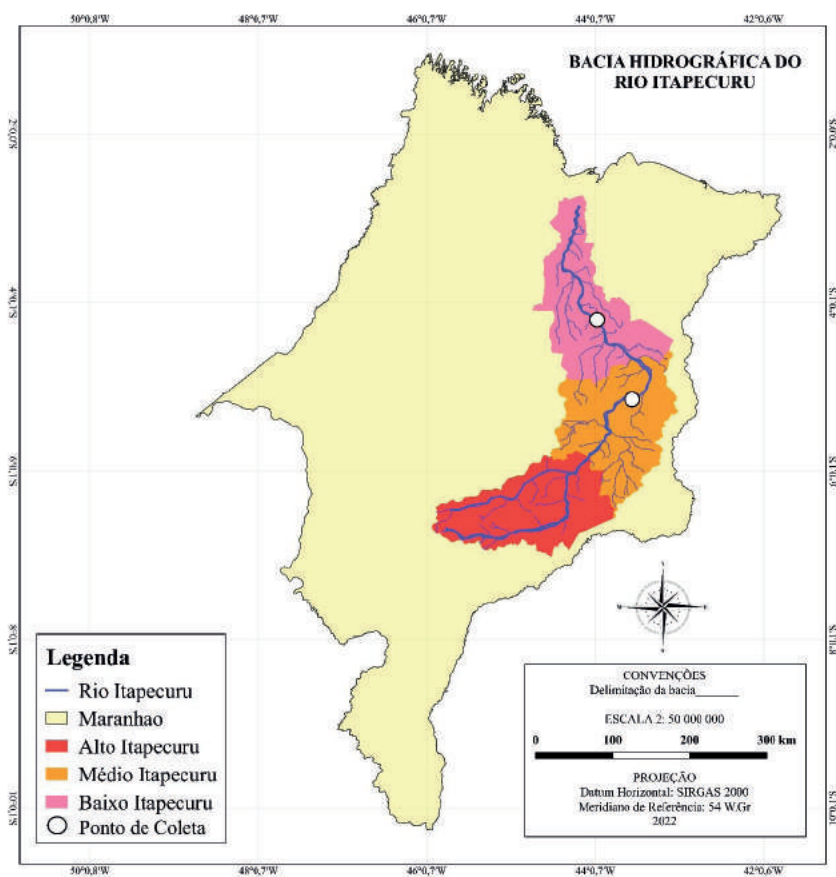 50°0,8'W 48°0,7'W 46°0,7'W 44°0,7'W 42°0,6'W
BACIA HIDROGRÁFICA DO
RIO ITAPECURU
2°0,0'S 2°0,0'S
4°0,1'S 4°0,1'S
6°0,1'S 6°0,1'S
8°0,1'S 8°0,1'S
10°0,1'S 10°0,1'S
N
Legenda
Rio Itapecuru
Maranhao
Alto Itapecuru
Médio Itapecuru
Baixo Itapecuru
Ponto de Coleta
CONVENÇÕES
Delimitação da bacia
ESCALA 2: 50 000 000
0 100 200 300 km
PROJEÇÃO
Datum Horizontal: SIRGAS 2000
Meridiano de Referência: 54 W.Gr
2022
50°0,8'W 48°0,7'W 46°0,7'W 44°0,7'W 42°0,6'W